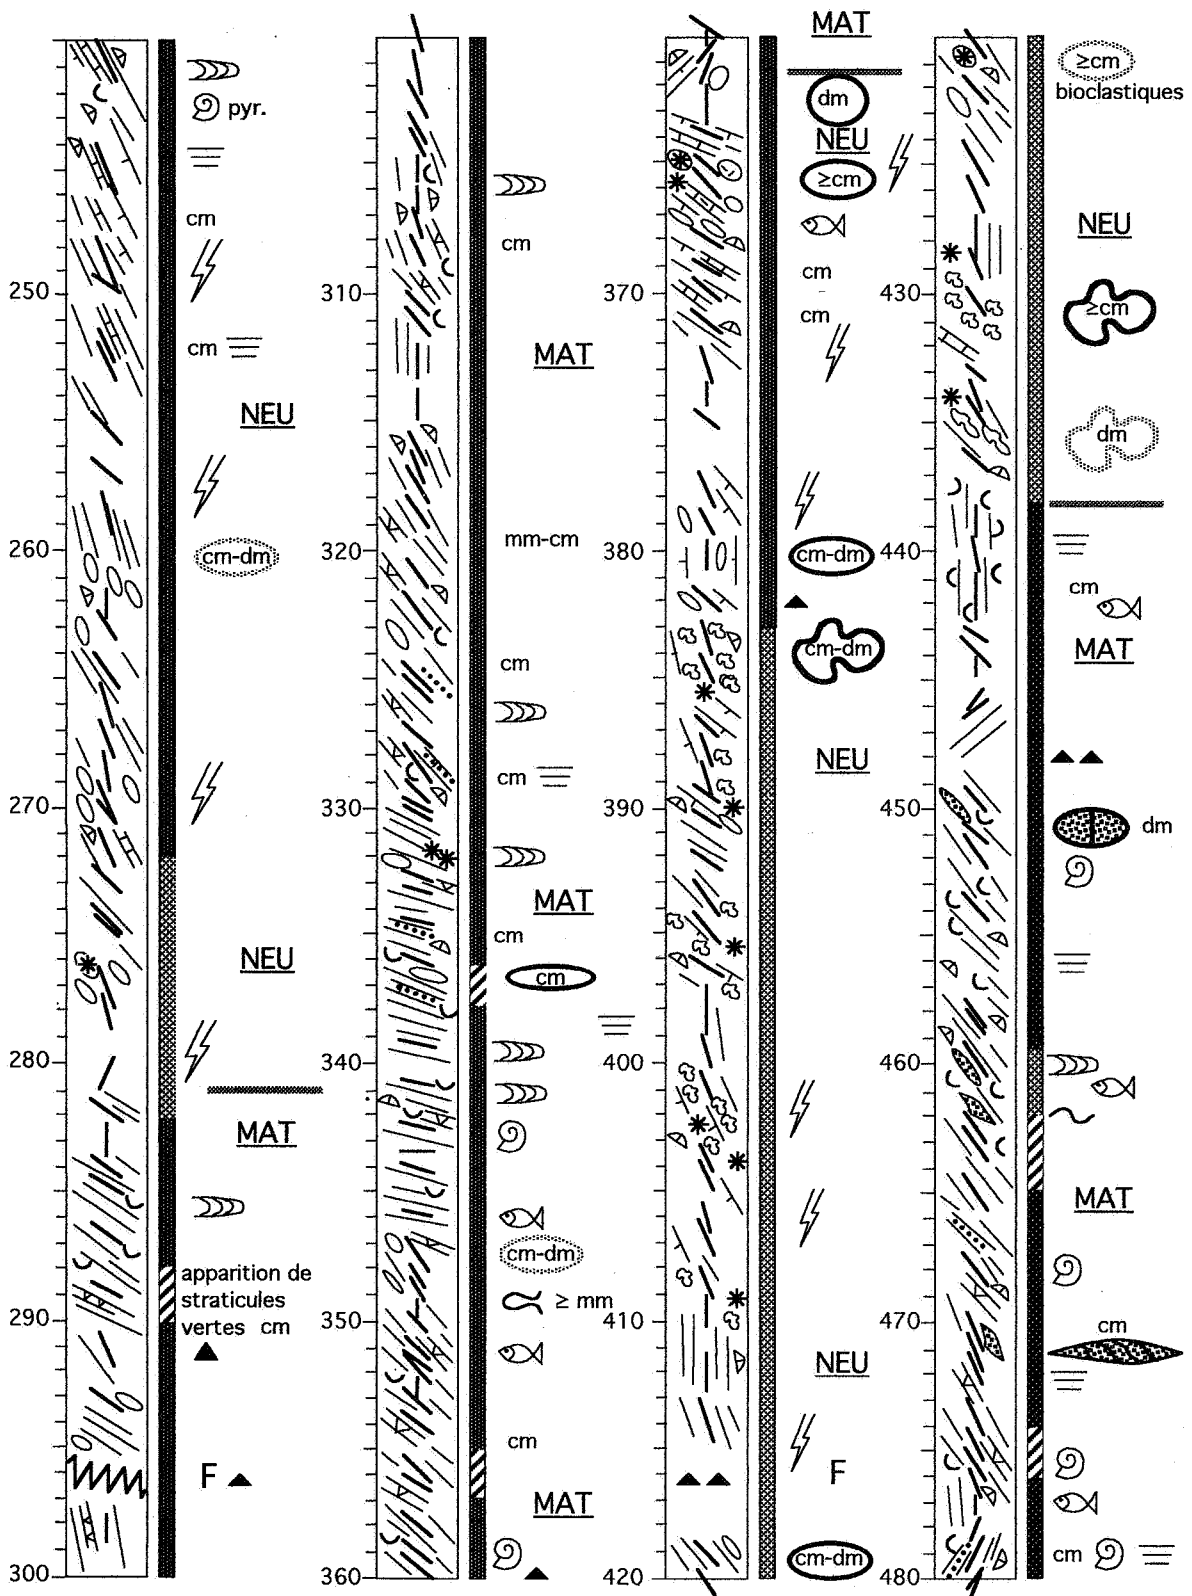 pyr.
cm
250
cm
NEU
260
cm-dm
270
NEU
280
MAT
apparition de
straticules
vertes cm
290
F
300
cm
310
MAT
320
mm-cm
cm
cm
330
MAT
cm
cm
340
cm-dm
≥ mm
350
cm
MAT
360
MAT
dm
NEU
≥cm
cm
370
cm
380
cm-dm
cm-dm
NEU
390
400
410
NEU
F
420
cm-dm
≥cm
bioclastiques
NEU
430
≥cm
dm
440
cm
MAT
450
dm
460
MAT
470
cm
480
cm